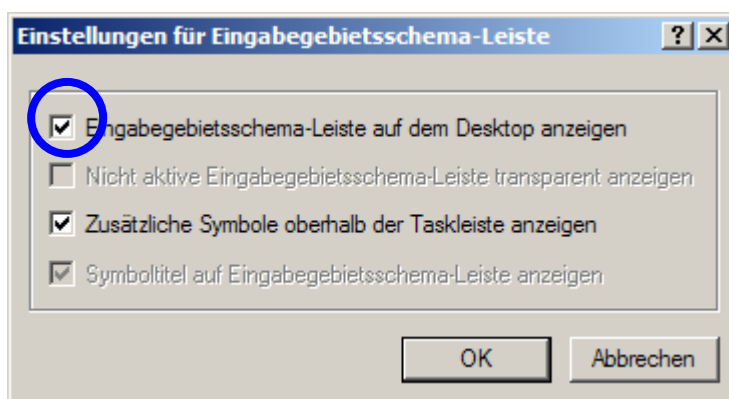 Einstellungen für Eingabegebietsschema-Leiste
Eingabegebietsschema-Leiste auf dem Desktop anzeigen
Nicht aktive Eingabegebietsschema-Leiste transparent anzeigen
Zusätzliche Symbole oberhalb der Taskleiste anzeigen
Symboltitel auf Eingabegebietsschema-Leiste anzeigen
OK Abbrechen